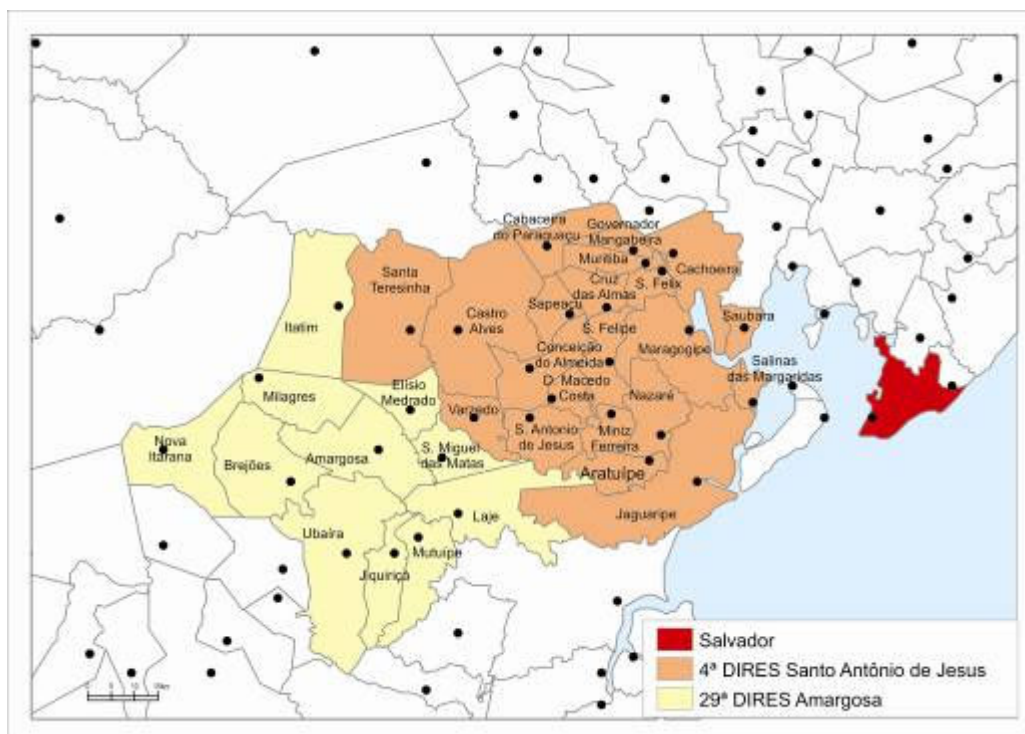 Cabaceira
do Paraguaçu
Governador
Mangabeira
Muritiba
Cachoeira
S. Felix
Cruz
das Almas
Santa
Teresinha
Sapeaçu
Saubara
Castro
Alves
S. Felipe
Itatim
Maragogipe
Conceição
do Almeida
Salinas
das Margaridas
Elísio
Medrado
D. Macedo
Costa
Nazaré
Milagres
Varzedo
S. Antonio
de Jesus
Miniz
Ferreira
Nova
Itarana
Brejões
Amargosa
S. Miguel
das Matas
Aratuípe
Laje
Jaguaripe
Ubaíra
Mutuípe
Jiquiriçá
Salvador
4ª DIRES Santo Antônio de Jesus
29ª DIRES Amargosa